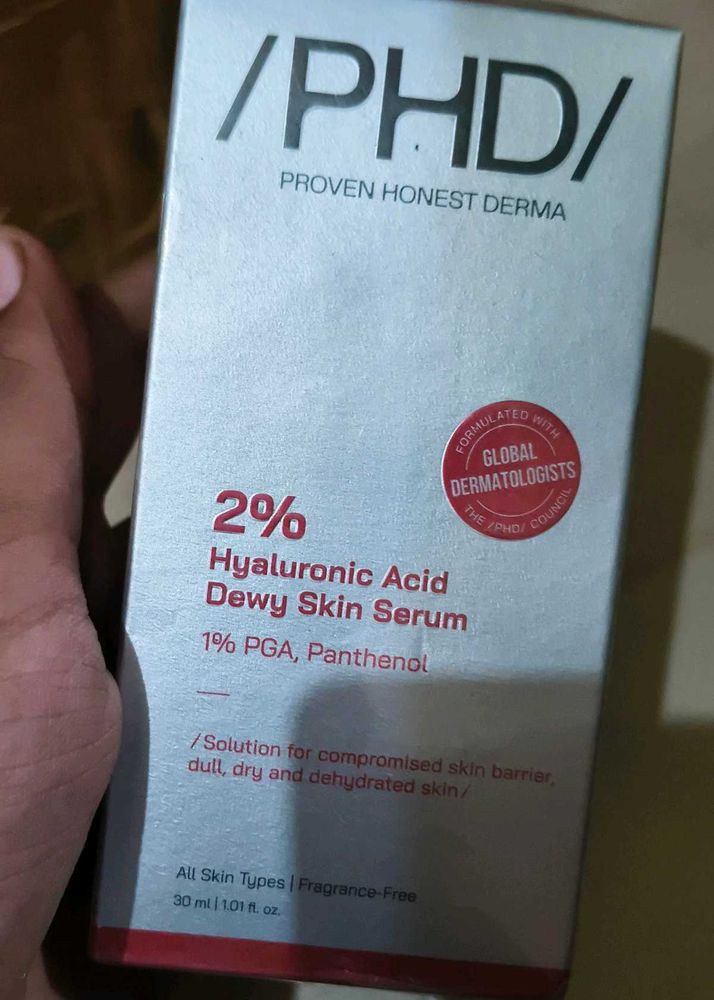 /PHD/
PROVEN HONEST DERMA
FORMULATED WITH
GLOBAL
DERMATOLOGISTS
THE /PHD/ COUNCIL
2%
Hyaluronic Acid
Dewy Skin Serum
1% PGA, Panthenol
/Solution for compromised skin barrier,
dull, dry and dehydrated skin/
All Skin Types | Fragrance-Free
30 ml | 1.01 fl. oz.